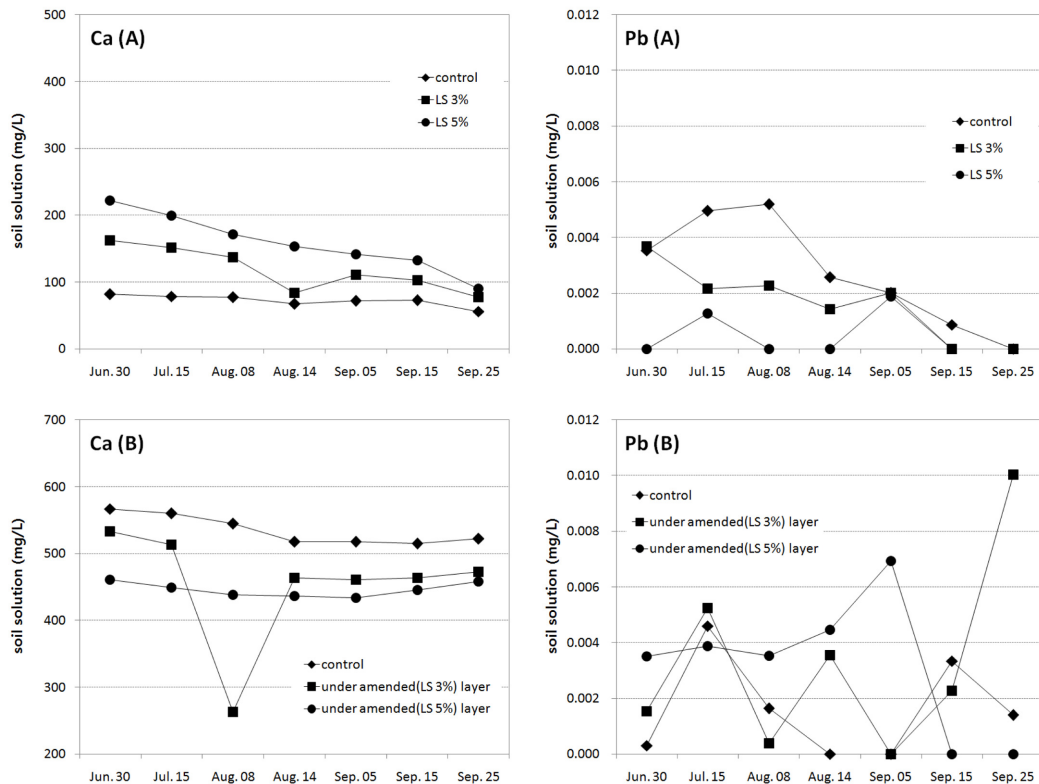 Ca (A)
soil solution (mg/L)
500
400
300
200
100
0
control
LS 3%
LS 5%
Jun. 30 Jul. 15 Aug. 08 Aug. 14 Sep. 05 Sep. 15 Sep. 25
Pb (A)
soil solution (mg/L)
0.012
0.010
0.008
0.006
0.004
0.002
0.000
control
LS 3%
LS 5%
Jun. 30 Jul. 15 Aug. 08 Aug. 14 Sep. 05 Sep. 15 Sep. 25
Ca (B)
soil solution (mg/L)
700
600
500
400
300
200
control
under amended(LS 3%) layer
under amended(LS 5%) layer
Jun. 30 Jul. 15 Aug. 08 Aug. 14 Sep. 05 Sep. 15 Sep. 25
Pb (B)
soil solution (mg/L)
0.012
0.010
0.008
0.006
0.004
0.002
0.000
control
under amended(LS 3%) layer
under amended(LS 5%) layer
Jun. 30 Jul. 15 Aug. 08 Aug. 14 Sep. 05 Sep. 15 Sep. 25